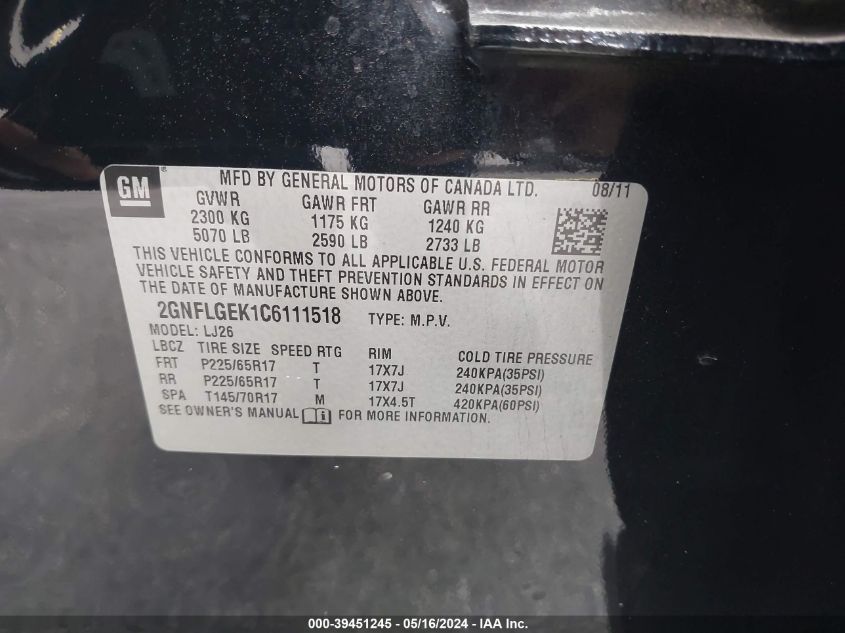 GM
MFD BY GENERAL MOTORS OF CANADA LTD. 08/11
GVWR GAWR FRT GAWR RR
2300 KG 1175 KG 1240 KG
5070 LB 2590 LB 2733 LB
THIS VEHICLE CONFORMS TO ALL APPLICABLE U.S. FEDERAL MOTOR
VEHICLE SAFETY AND THEFT PREVENTION STANDARDS IN EFFECT ON
THE DATE OF MANUFACTURE SHOWN ABOVE.
2GNFLGEK1C6111518 TYPE: M.P.V.
MODEL: LJ26
LBCZ TIRE SIZE SPEED RTG RIM COLD TIRE PRESSURE
FRT P225/65R17 T 17X7J 240KPA(35PSI)
RR P225/65R17 T 17X7J 240KPA(35PSI)
SPA T145/70R17 M 17X4.5T 420KPA(60PSI)
SEE OWNER'S MANUAL FOR MORE INFORMATION.
000-39451245 - 05/16/2024 - IAA Inc.